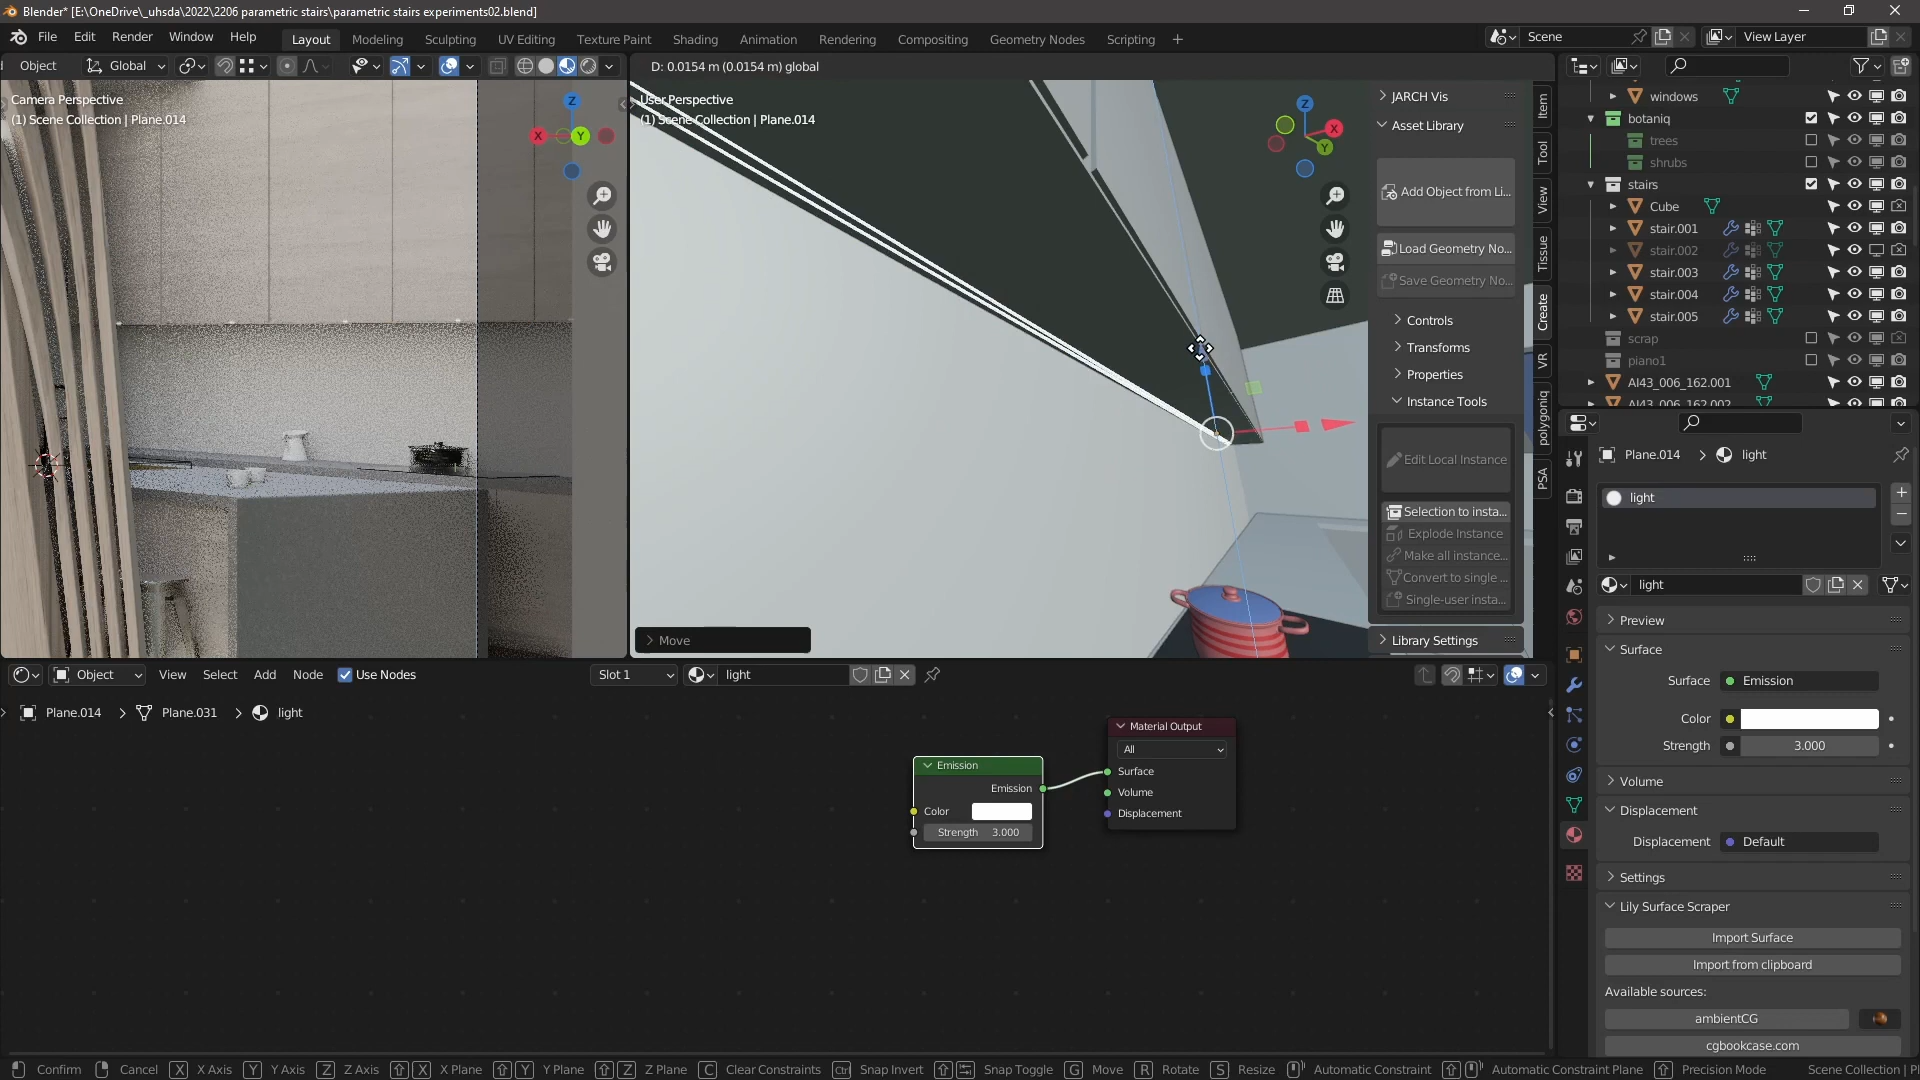 Blender* [E:\OneDrive\_uhsda\2022\2206 parametric stairs\parametric stairs experiments02.blend]
File Edit Render Window Help Layout Modeling Sculpting UV Editing Texture Paint Shading Animation Rendering Compositing Geometry Nodes Scripting + Scene View Layer
Object Global D: 0.0154 m (0.0154 m) global
Camera Perspective
(1) Scene Collection | Plane.014
Z
X
Y
User Perspective
(1) Scene Collection | Plane.014
Z
X
Y
Move
JARCH Vis
Asset Library
Add Object from Li...
Load Geometry No...
Save Geometry No...
Controls
Transforms
Properties
Instance Tools
Edit Local Instance
Selection to insta...
Explode Instance
Make all instance...
Convert to single ...
Single-user insta...
Library Settings
Item
Tool
View
Tissue
Create
VR
polygoniq
PSA
windows
botaniq
trees
shrubs
stairs
Cube
stair.001
stair.002
stair.003
stair.004
stair.005
scrap
piano1
AI43_006_162.001
AI43_006_162.002
Plane.014 > light
light
light
Preview
Surface
Surface Emission
Color
Strength 3.000
Volume
Displacement
Displacement Default
Settings
Lily Surface Scraper
Import Surface
Import from clipboard
Available sources:
ambientCG
cgbookcase.com
Object View Select Add Node Use Nodes Slot 1 light
Plane.014 > Plane.031 > light
Emission
Emission
Color
Strength 3.000
Material Output
All
Surface
Volume
Displacement
Confirm Cancel X X Axis Y Y Axis Z Z Axis X X Plane Y Y Plane Z Z Plane C Clear Constraints Ctrl Snap Invert Snap Toggle G Move R Rotate S Resize Automatic Constraint Automatic Constraint Plane Precision Mode Scene Collection | Pl